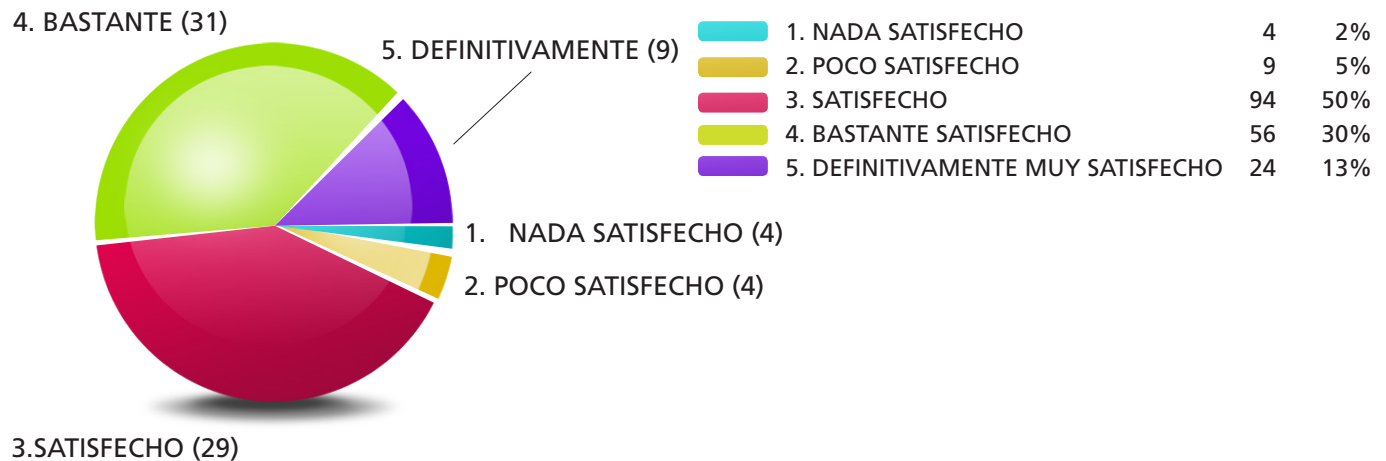 4. BASTANTE (31)
5. DEFINITIVAMENTE (9)
1. NADA SATISFECHO (4)
2. POCO SATISFECHO (4)
3.SATISFECHO (29)
1. NADA SATISFECHO 4 2%
2. POCO SATISFECHO 9 5%
3. SATISFECHO 94 50%
4. BASTANTE SATISFECHO 56 30%
5. DEFINITIVAMENTE MUY SATISFECHO 24 13%